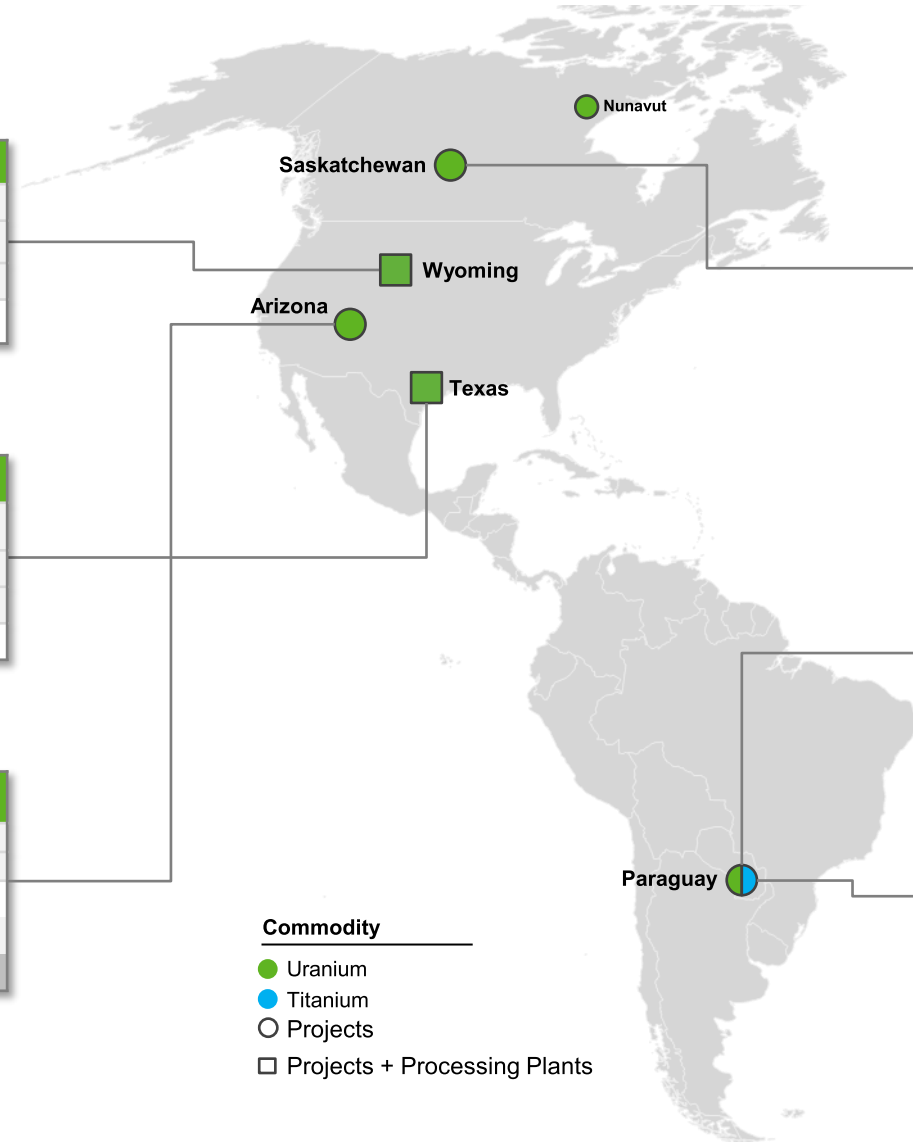 Nunavut
Saskatchewan
Wyoming
Arizona
Texas
Paraguay
Commodity
Uranium
Titanium
Projects
Projects + Processing Plants